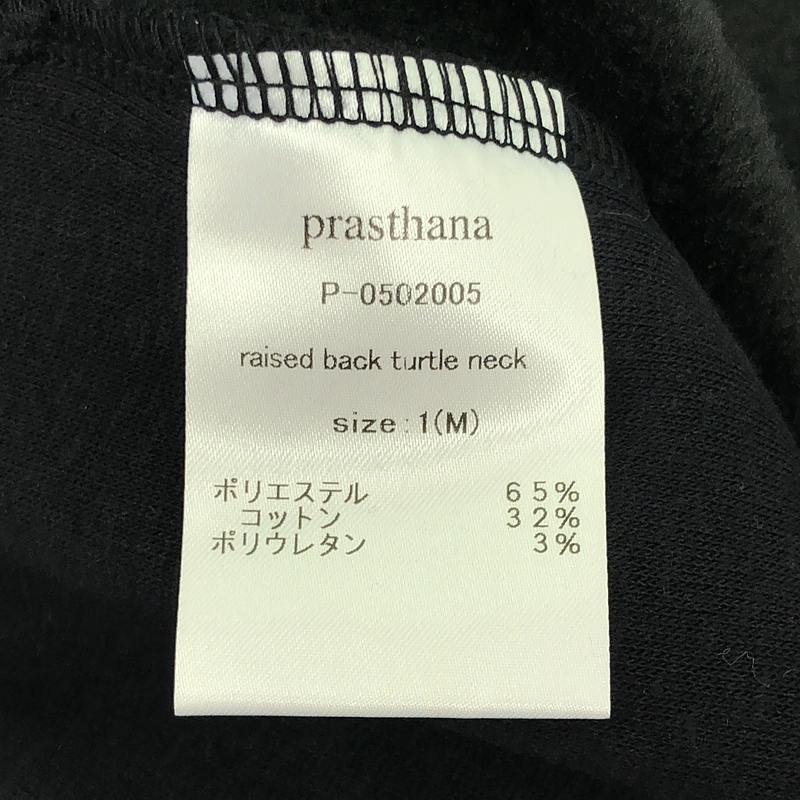 prasthana
P-0502005
raised back turtle neck
size:1(M)
ポリエステル 65%
コットン 32%
ポリウレタン 3%